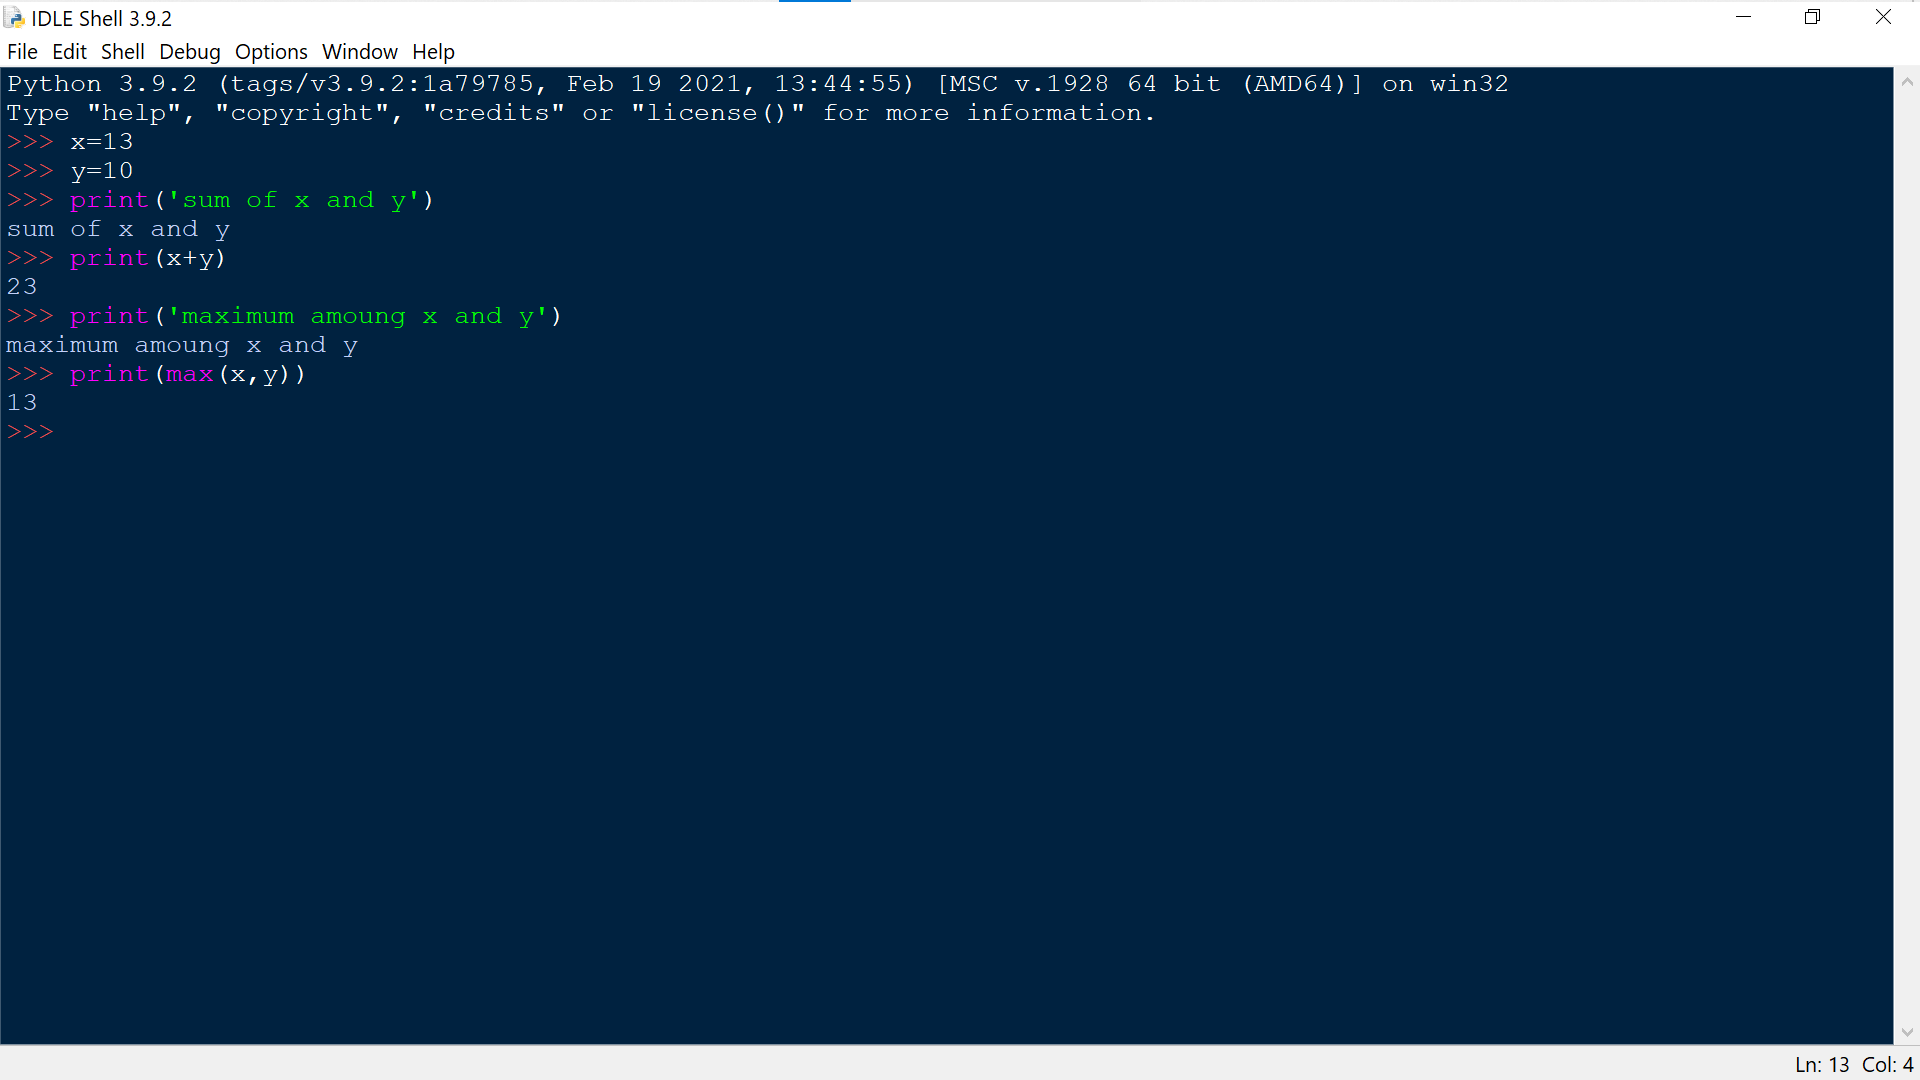 IDLE Shell 3.9.2
File Edit Shell Debug Options Window Help
Python 3.9.2 (tags/v3.9.2:1a79785, Feb 19 2021, 13:44:55) [MSC v.1928 64 bit (AMD64)] on win32
Type "help", "copyright", "credits" or "license()" for more information.
>>> x=13
>>> y=10
>>> print('sum of x and y')
sum of x and y
>>> print(x+y)
23
>>> print('maximum amoung x and y')
maximum amoung x and y
>>> print(max(x,y))
13
>>>
Ln: 13 Col: 4